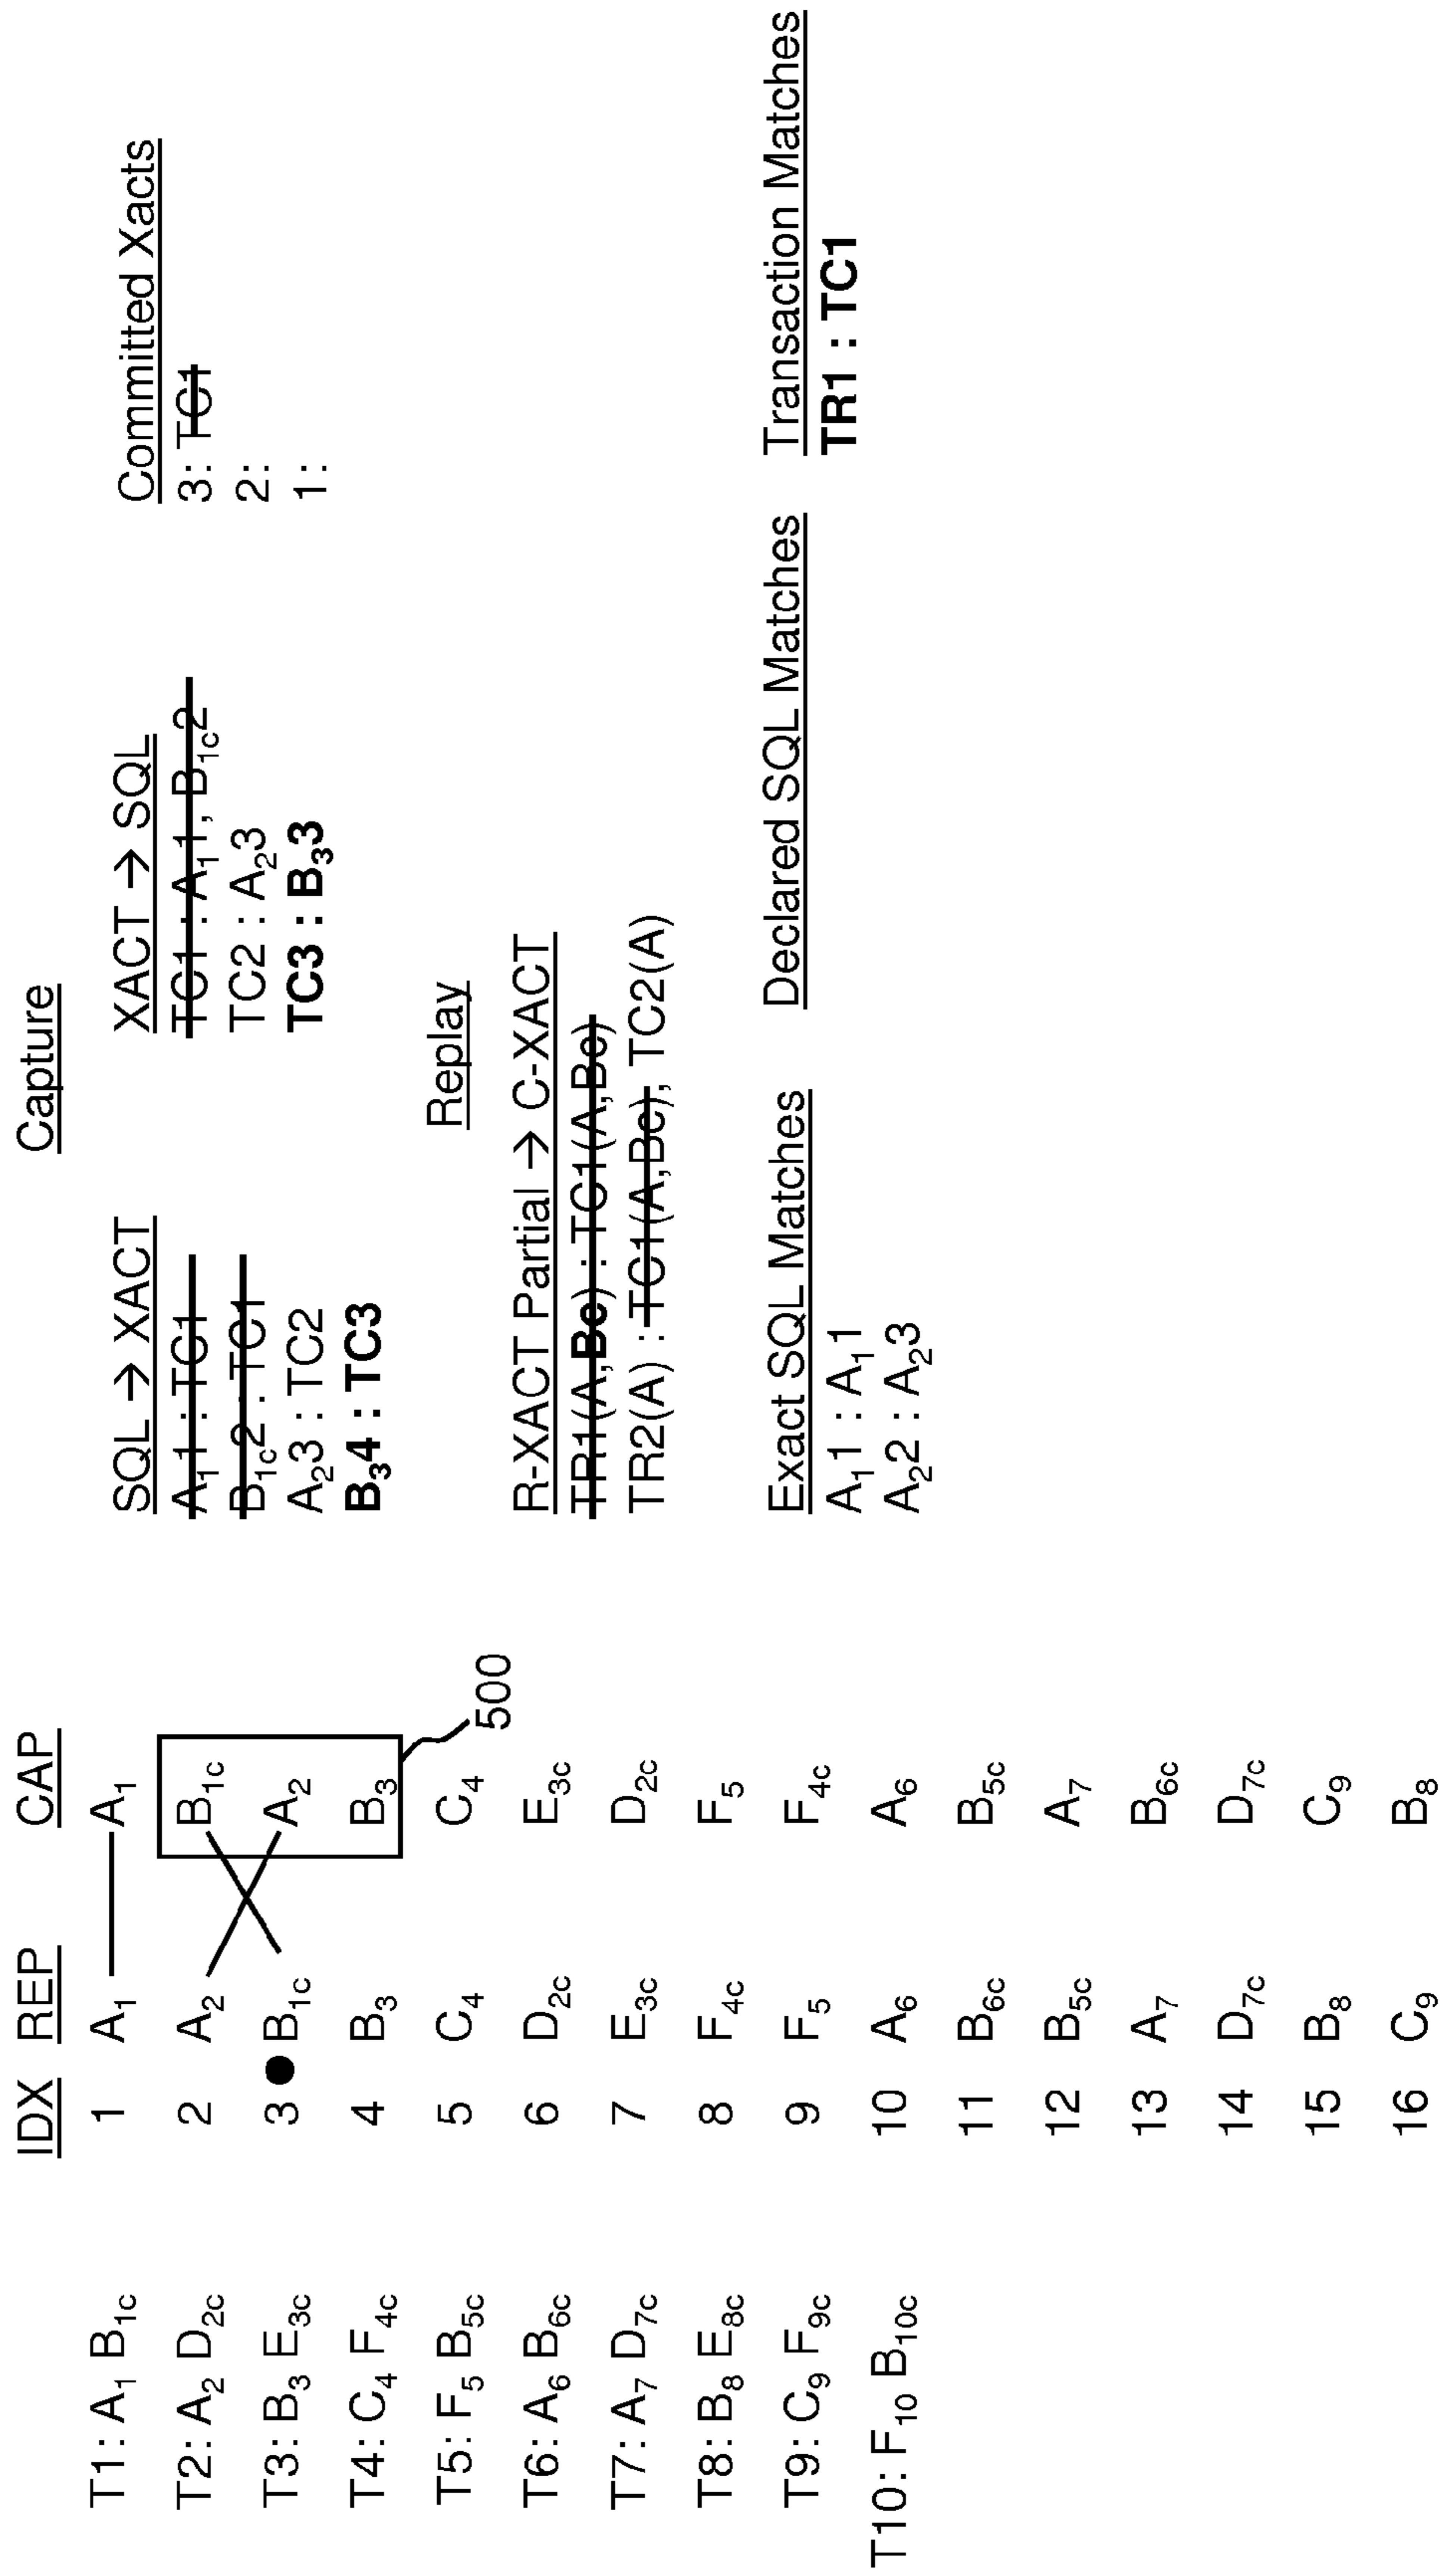 T1: A1 B1c
T2: A2 D2c
T3: B3 E3c
T4: C4 F4c
T5: F5 B5c
T6: A6 B6c
T7: A7 D7c
T8: B8 E8c
T9: C9 F9c
T10: F10 B10c
IDX REP CAP
1 A1 A1
2 A2 B1c
3 B1c A2
4 B3 B3
5 C4 C4
6 D2c E3c
7 E3c D2c
8 F4c F5
9 F5 F4c
10 A6 A6
11 B6c B5c
12 B5c A7
13 A7 B6c
14 D7c D7c
15 B8 C9
16 C9 B8
500
Capture
SQL → XACT
A11 : TC1
B1c2 : TC1
A23 : TC2
B34 : TC3
XACT → SQL
TC1 : A11, B1c2
TC2 : A23
TC3 : B33
Committed Xacts
3: TC1
2:
1:
Replay
R-XACT Partial → C-XACT
TR1(A,Bc) : TC1(A,Bc)
TR2(A) : TC1(A,Bc), TC2(A)
Exact SQL Matches
A11 : A11
A22 : A23
Declared SQL Matches
Transaction Matches
TR1 : TC1